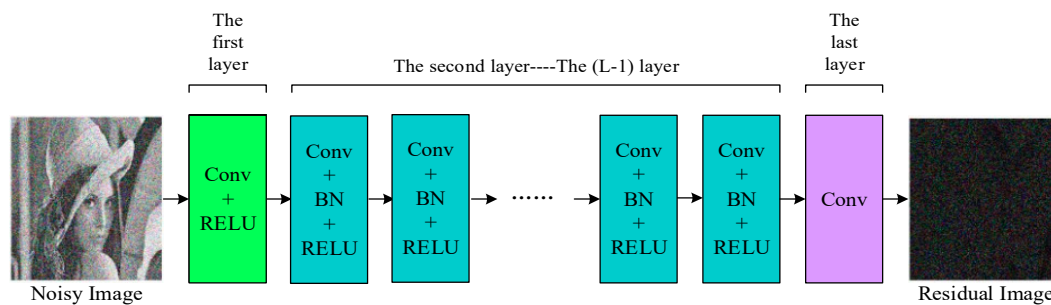 The
first
layer
The second layer----The (L-1) layer
The
last
layer
Conv
+
RELU
Conv
+
BN
+
RELU
Conv
+
BN
+
RELU
......
Conv
+
BN
+
RELU
Conv
+
BN
+
RELU
Conv
Noisy Image
Residual Image